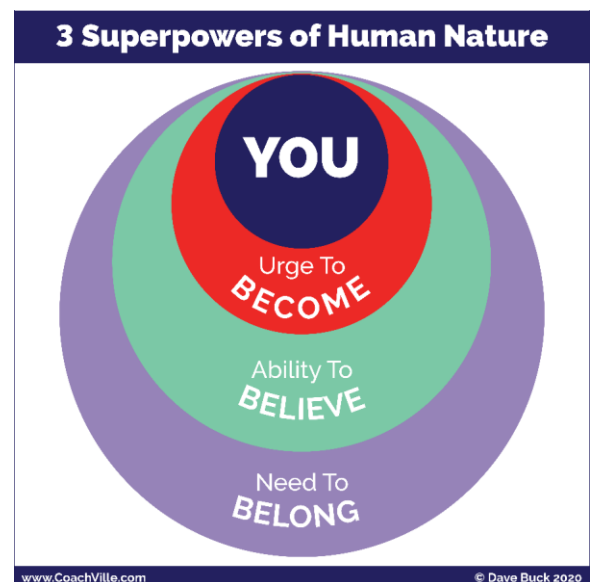 3 Superpowers of Human Nature
YOU
Urge To
BECOME
Ability To
BELIEVE
Need To
BELONG
www.CoachVille.com
© Dave Buck 2020